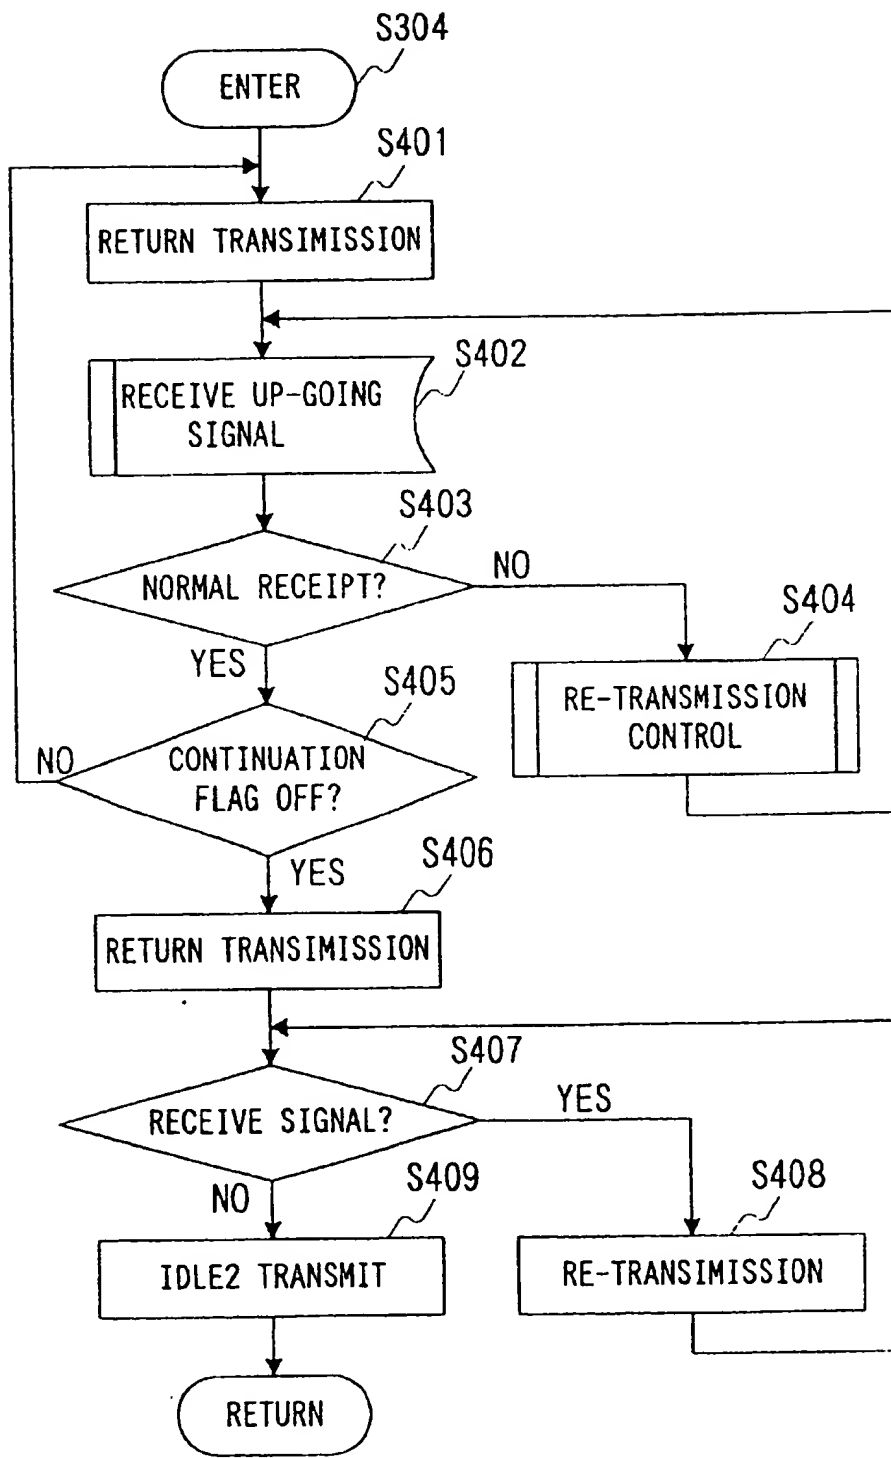 S304
ENTER
S401
RETURN TRANSIMISSION
S402
RECEIVE UP-GOING
SIGNAL
S403
NORMAL RECEIPT?
NO
S404
RE-TRANSMISSION
CONTROL
YES
S405
CONTINUATION
FLAG OFF?
NO
YES
S406
RETURN TRANSIMISSION
S407
RECEIVE SIGNAL?
YES
S408
RE-TRANSIMISSION
NO
S409
IDLE2 TRANSMIT
RETURN